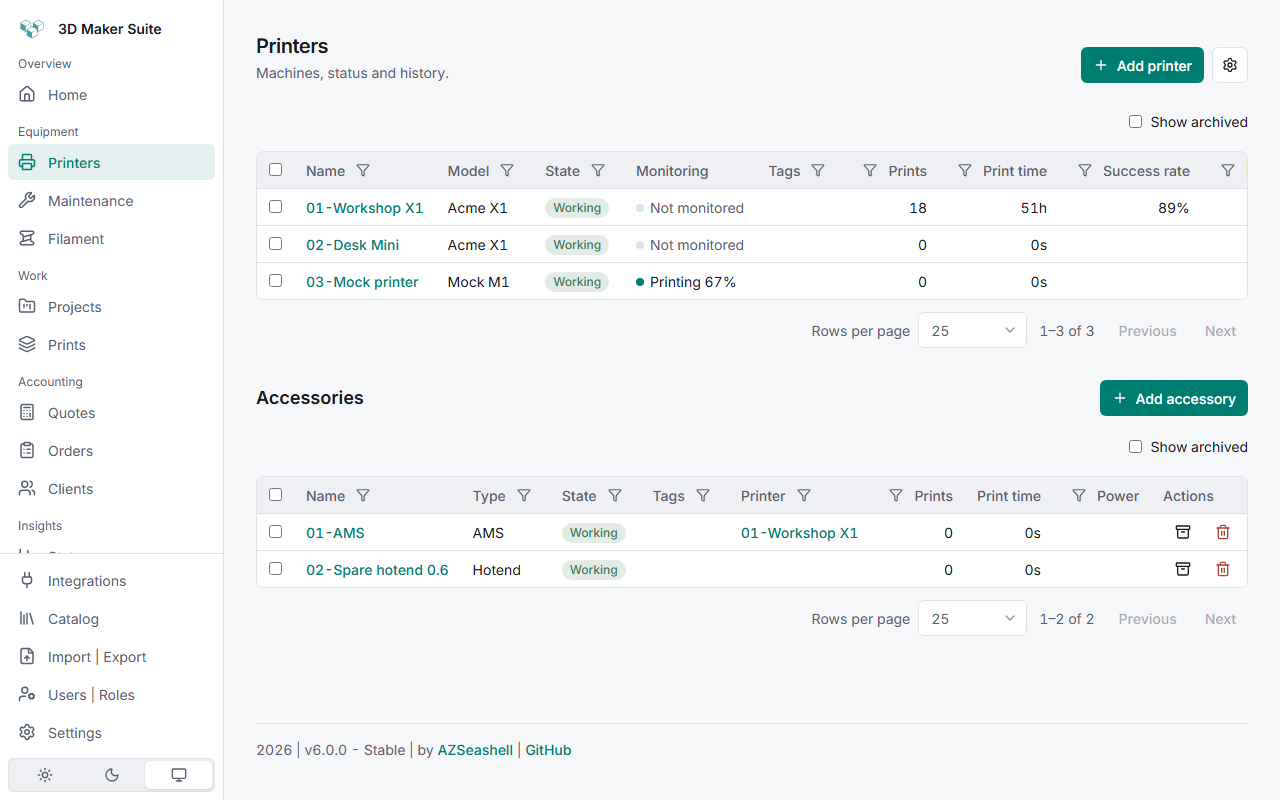 3D Maker Suite
Overview
Home
Equipment
Printers
Maintenance
Filament
Work
Projects
Prints
Accounting
Quotes
Orders
Clients
Insights
Integrations
Catalog
Import | Export
Users | Roles
Settings
Printers
Machines, status and history.
Add printer
Show archived
Name Model State Monitoring Tags Prints Print time Success rate
01-Workshop X1 Acme X1 Working Not monitored 18 51h 89%
02-Desk Mini Acme X1 Working Not monitored 0 0s
03-Mock printer Mock M1 Working Printing 67% 0 0s
Rows per page 25 1–3 of 3 Previous Next
Accessories
Add accessory
Show archived
Name Type State Tags Printer Prints Print time Power Actions
01-AMS AMS Working 01-Workshop X1 0 0s
02-Spare hotend 0.6 Hotend Working 0 0s
Rows per page 25 1–2 of 2 Previous Next
2026 | v6.0.0 - Stable | by AZSeashell | GitHub